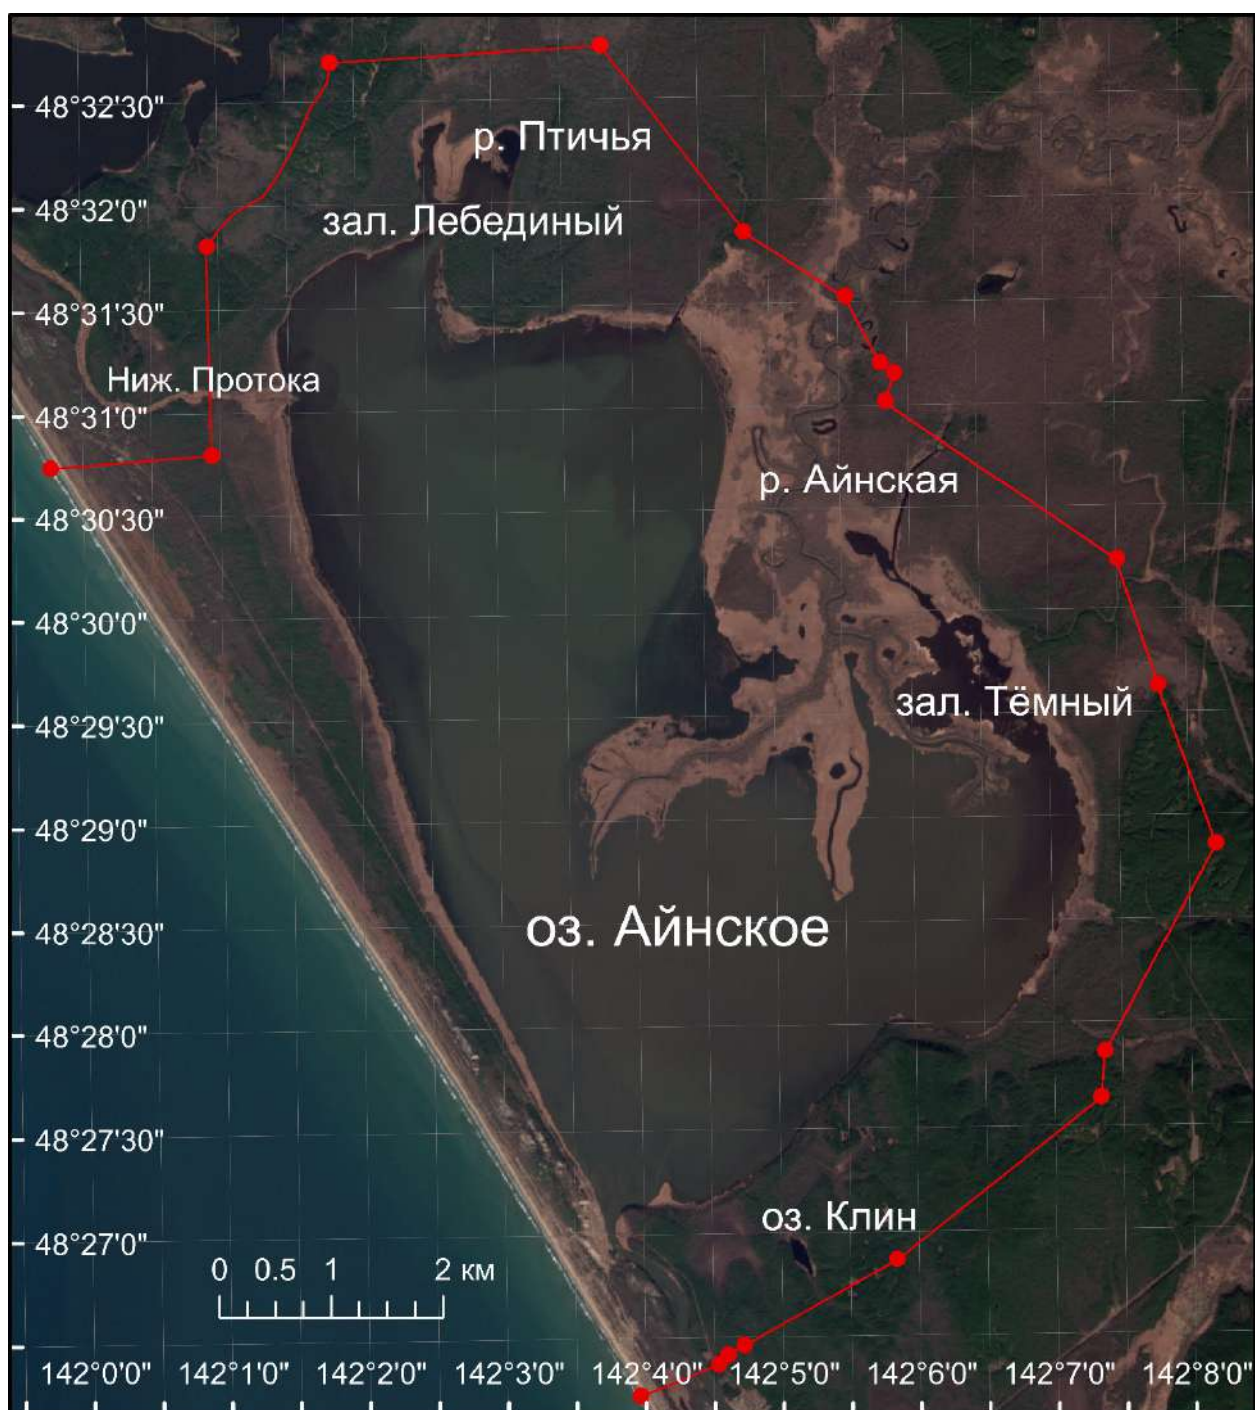 48°32'30"
р. Птичья
48°32'0"
зал. Лебединый
48°31'30"
Ниж. Протока
48°31'0"
р. Айнская
48°30'30"
48°30'0"
зал. Тёмный
48°29'30"
48°29'0"
оз. Айнское
48°28'30"
48°28'0"
48°27'30"
оз. Клин
48°27'0"
0 0.5 1 2 км
142°0'0" 142°1'0" 142°2'0" 142°3'0" 142°4'0" 142°5'0" 142°6'0" 142°7'0" 142°8'0"